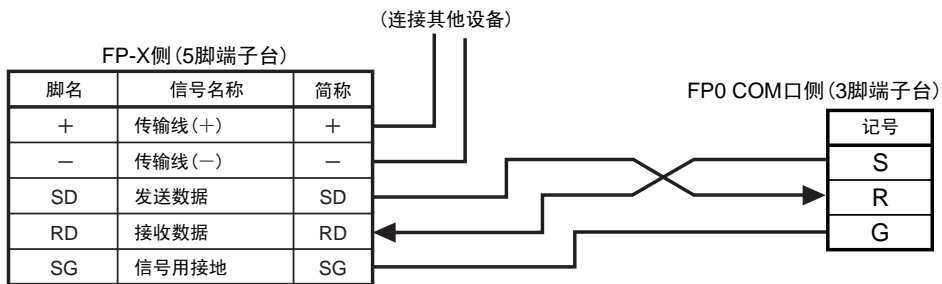 (连接其他设备)
FP-X侧(5脚端子台)
脚名 信号名称 简称
+ 传输线(+) +
− 传输线(−) −
SD 发送数据 SD
RD 接收数据 RD
SG 信号用接地 SG
FP0 COM口侧(3脚端子台)
记号
S
R
G